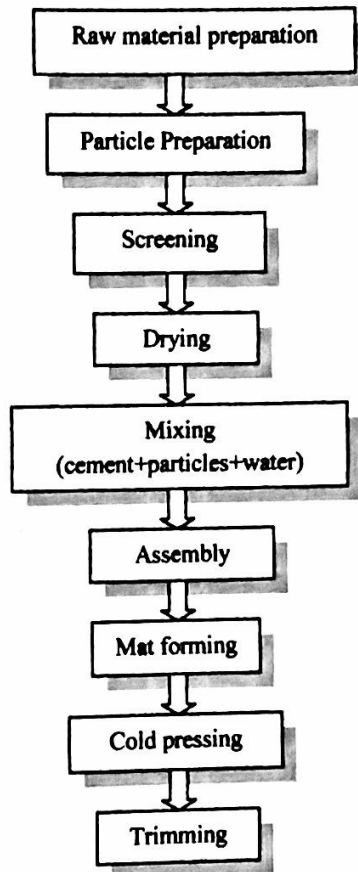 Raw material preparation
Particle Preparation
Screening
Drying
Mixing
(cement+particles+water)
Assembly
Mat forming
Cold pressing
Trimming